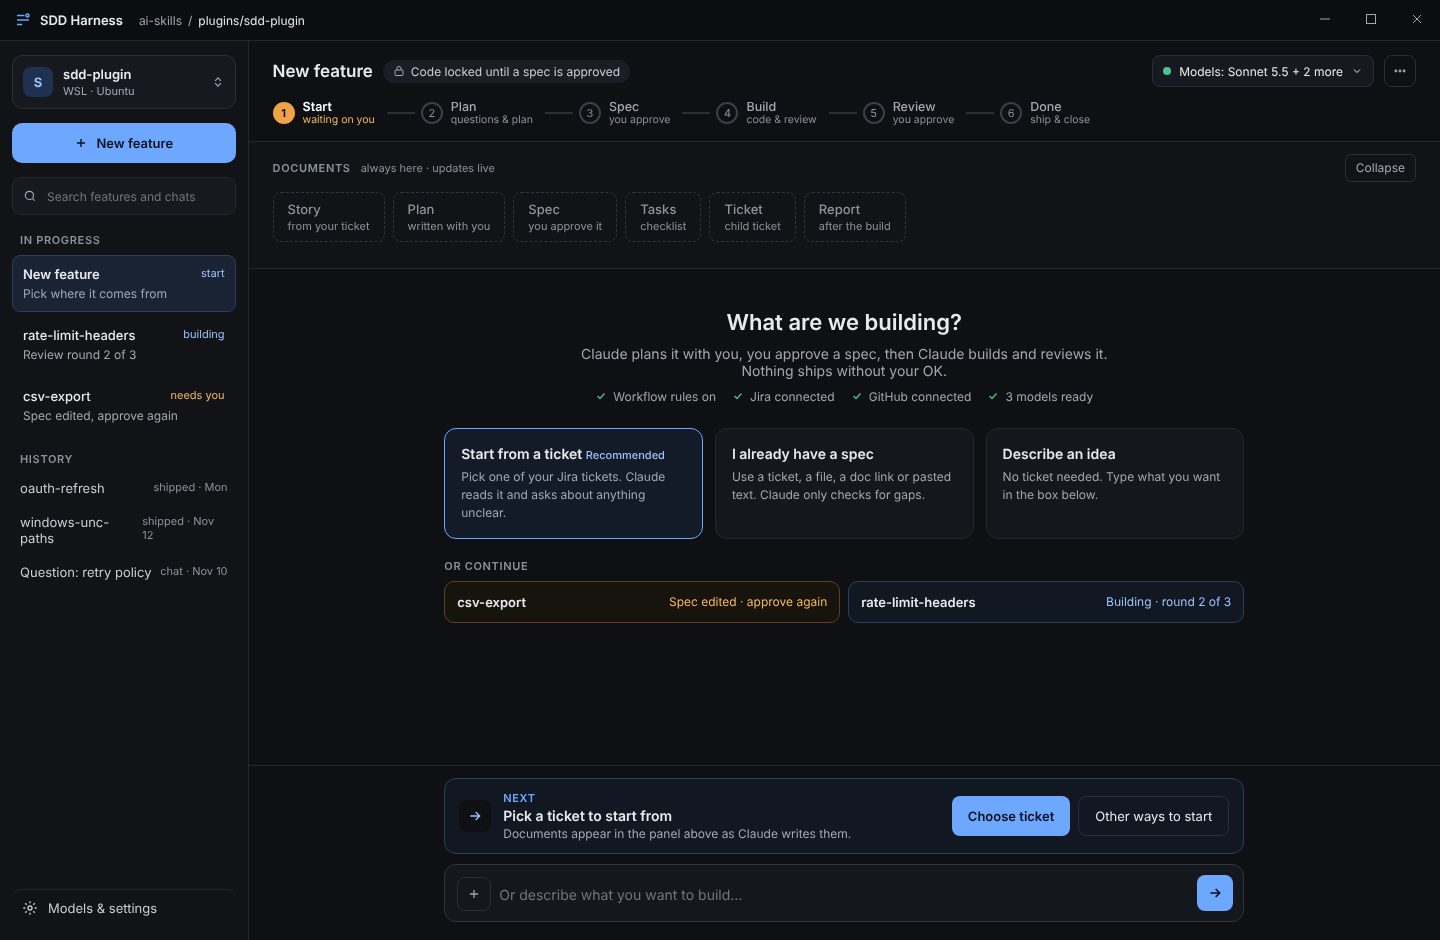 SDD Harness ai-skills / plugins/sdd-plugin
S
sdd-plugin
WSL · Ubuntu
+ New feature
Search features and chats
IN PROGRESS
New feature start
Pick where it comes from
rate-limit-headers building
Review round 2 of 3
csv-export needs you
Spec edited, approve again
HISTORY
oauth-refresh shipped · Mon
windows-unc-paths shipped · Nov 12
Question: retry policy chat · Nov 10
Models & settings
New feature Code locked until a spec is approved
Models: Sonnet 5.5 + 2 more
1 Start
waiting on you
2 Plan
questions & plan
3 Spec
you approve
4 Build
code & review
5 Review
you approve
6 Done
ship & close
DOCUMENTS always here · updates live
Collapse
Story
from your ticket
Plan
written with you
Spec
you approve it
Tasks
checklist
Ticket
child ticket
Report
after the build
What are we building?
Claude plans it with you, you approve a spec, then Claude builds and reviews it.
Nothing ships without your OK.
Workflow rules on Jira connected GitHub connected 3 models ready
Start from a ticket Recommended
Pick one of your Jira tickets. Claude
reads it and asks about anything
unclear.
I already have a spec
Use a ticket, a file, a doc link or pasted
text. Claude only checks for gaps.
Describe an idea
No ticket needed. Type what you want
in the box below.
OR CONTINUE
csv-export Spec edited · approve again
rate-limit-headers Building · round 2 of 3
NEXT
Pick a ticket to start from
Documents appear in the panel above as Claude writes them.
Choose ticket
Other ways to start
Or describe what you want to build...